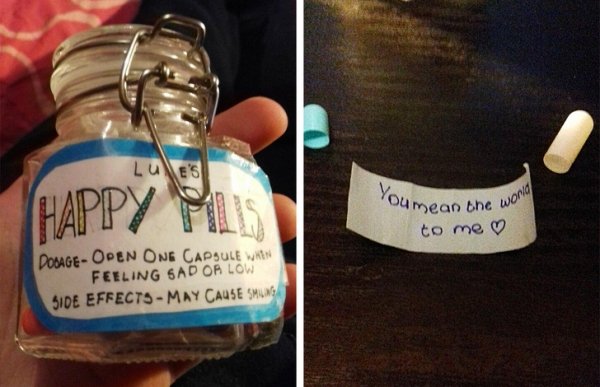 LUKE'S
HAPPY PILLS
DOSAGE- OPEN ONE CAPSULE WHEN
FEELING SAD OR LOW
SIDE EFFECTS - MAY CAUSE SMILING
You mean the world
to me ♡